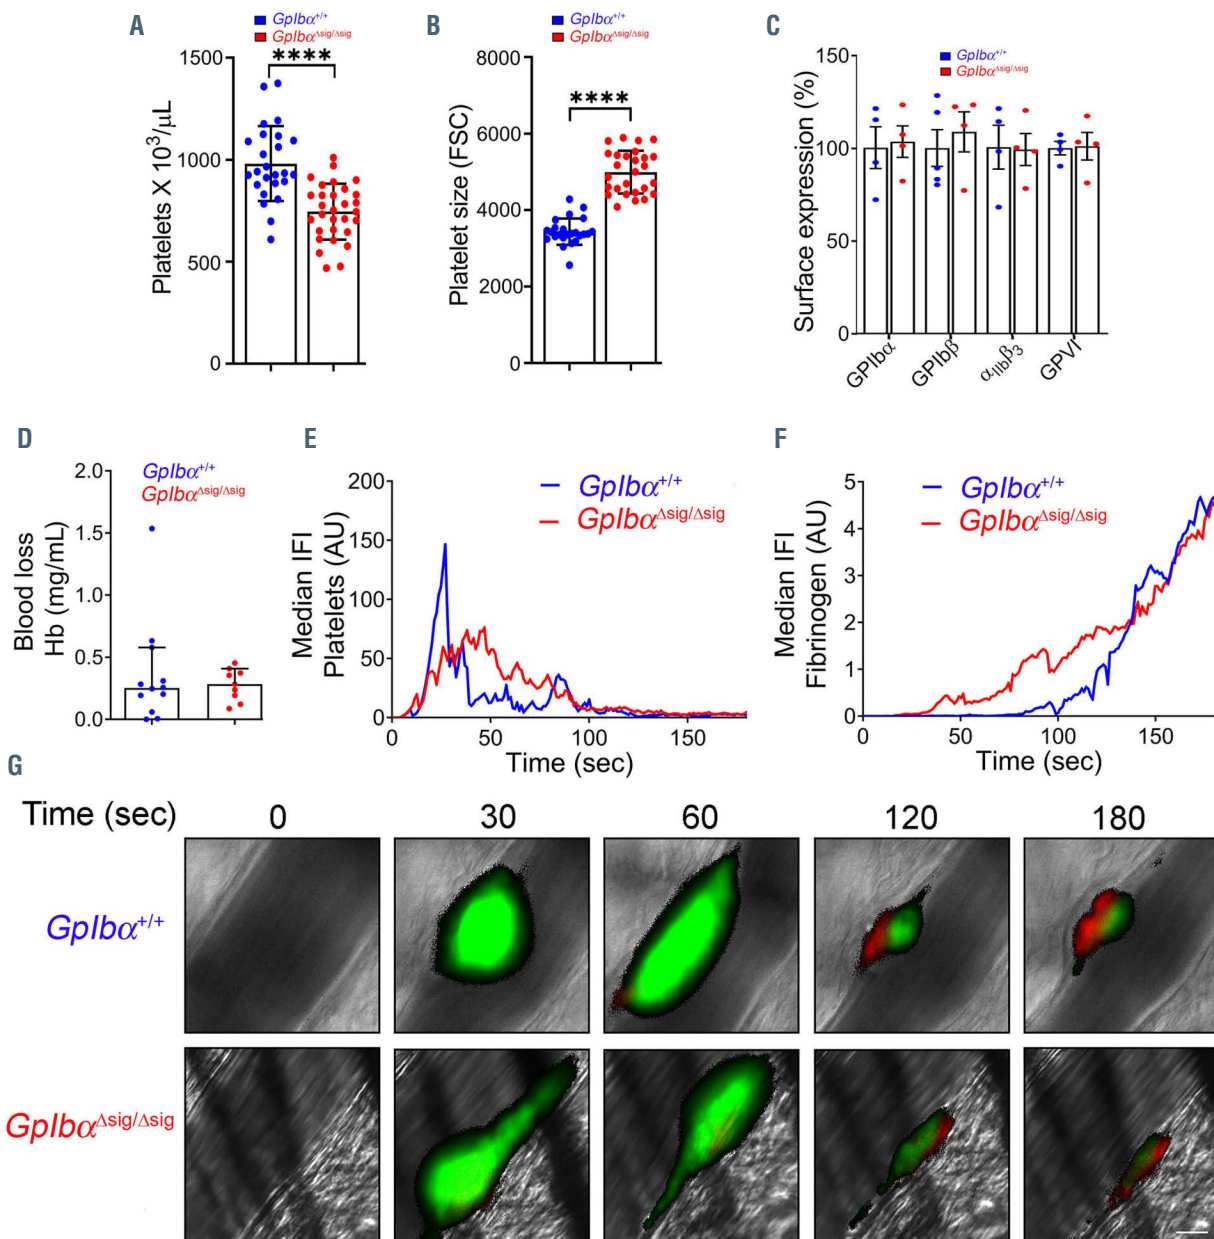 A
GpIbα+/+
GpIbαΔsig/Δsig
****
Platelets X 10³/μL
1500
1000
500
0
B
GpIbα+/+
GpIbαΔsig/Δsig
****
Platelet size (FSC)
8000
6000
4000
2000
0
C
GpIbα+/+
GpIbαΔsig/Δsig
Surface expression (%)
150
100
50
0
GPIbα
GPIbβ
αIIbβ3
GPVI
D
GpIbα+/+
GpIbαΔsig/Δsig
Blood loss
Hb (mg/mL)
2.0
1.5
1.0
0.5
0.0
E
GpIbα+/+
GpIbαΔsig/Δsig
Median IFI
Platelets (AU)
200
150
100
50
0
0 50 100 150
Time (sec)
F
GpIbα+/+
GpIbαΔsig/Δsig
Median IFI
Fibrinogen (AU)
5
4
3
2
1
0
0 50 100 150
Time (sec)
G
Time (sec) 0 30 60 120 180
GpIbα+/+
GpIbαΔsig/Δsig